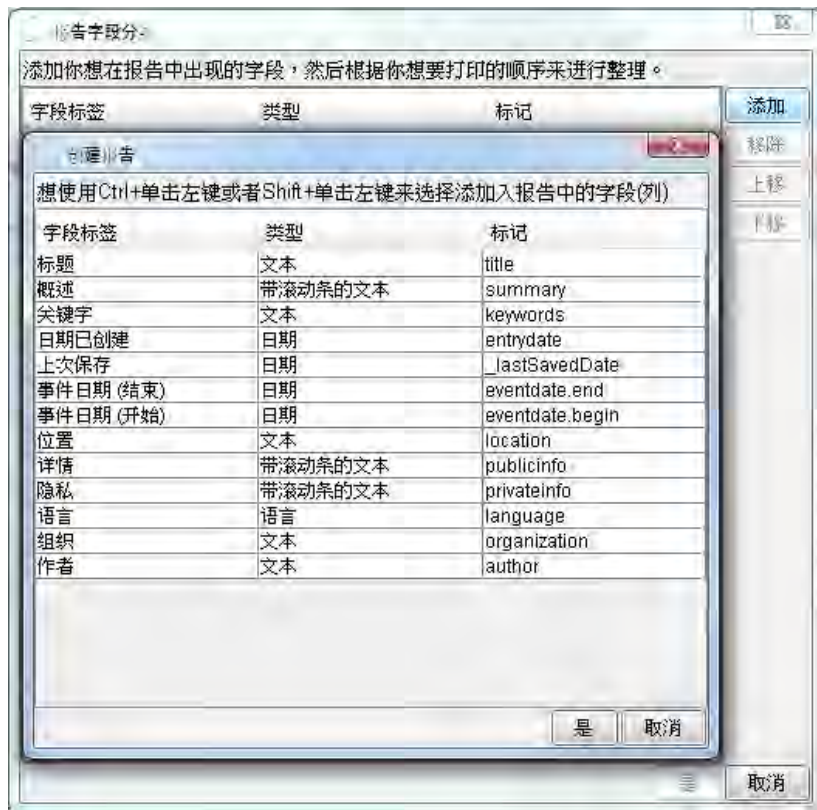 报告字段分
添加你想在报告中出现的字段，然后根据你想要打印的顺序来进行整理。
字段标签 类型 标记
添加
移除
上移
下移
创建报告
想使用Ctrl+单击左键或者Shift+单击左键来选择添加入报告中的字段(列)
字段标签 类型 标记
标题 文本 title
概述 带滚动条的文本 summary
关键字 文本 keywords
日期已创建 日期 entrydate
上次保存 日期 _lastSavedDate
事件日期 (结束) 日期 eventdate.end
事件日期 (开始) 日期 eventdate.begin
位置 文本 location
详情 带滚动条的文本 publicinfo
隐私 带滚动条的文本 privateinfo
语言 语言 language
组织 文本 organization
作者 文本 author
是 取消
是 取消